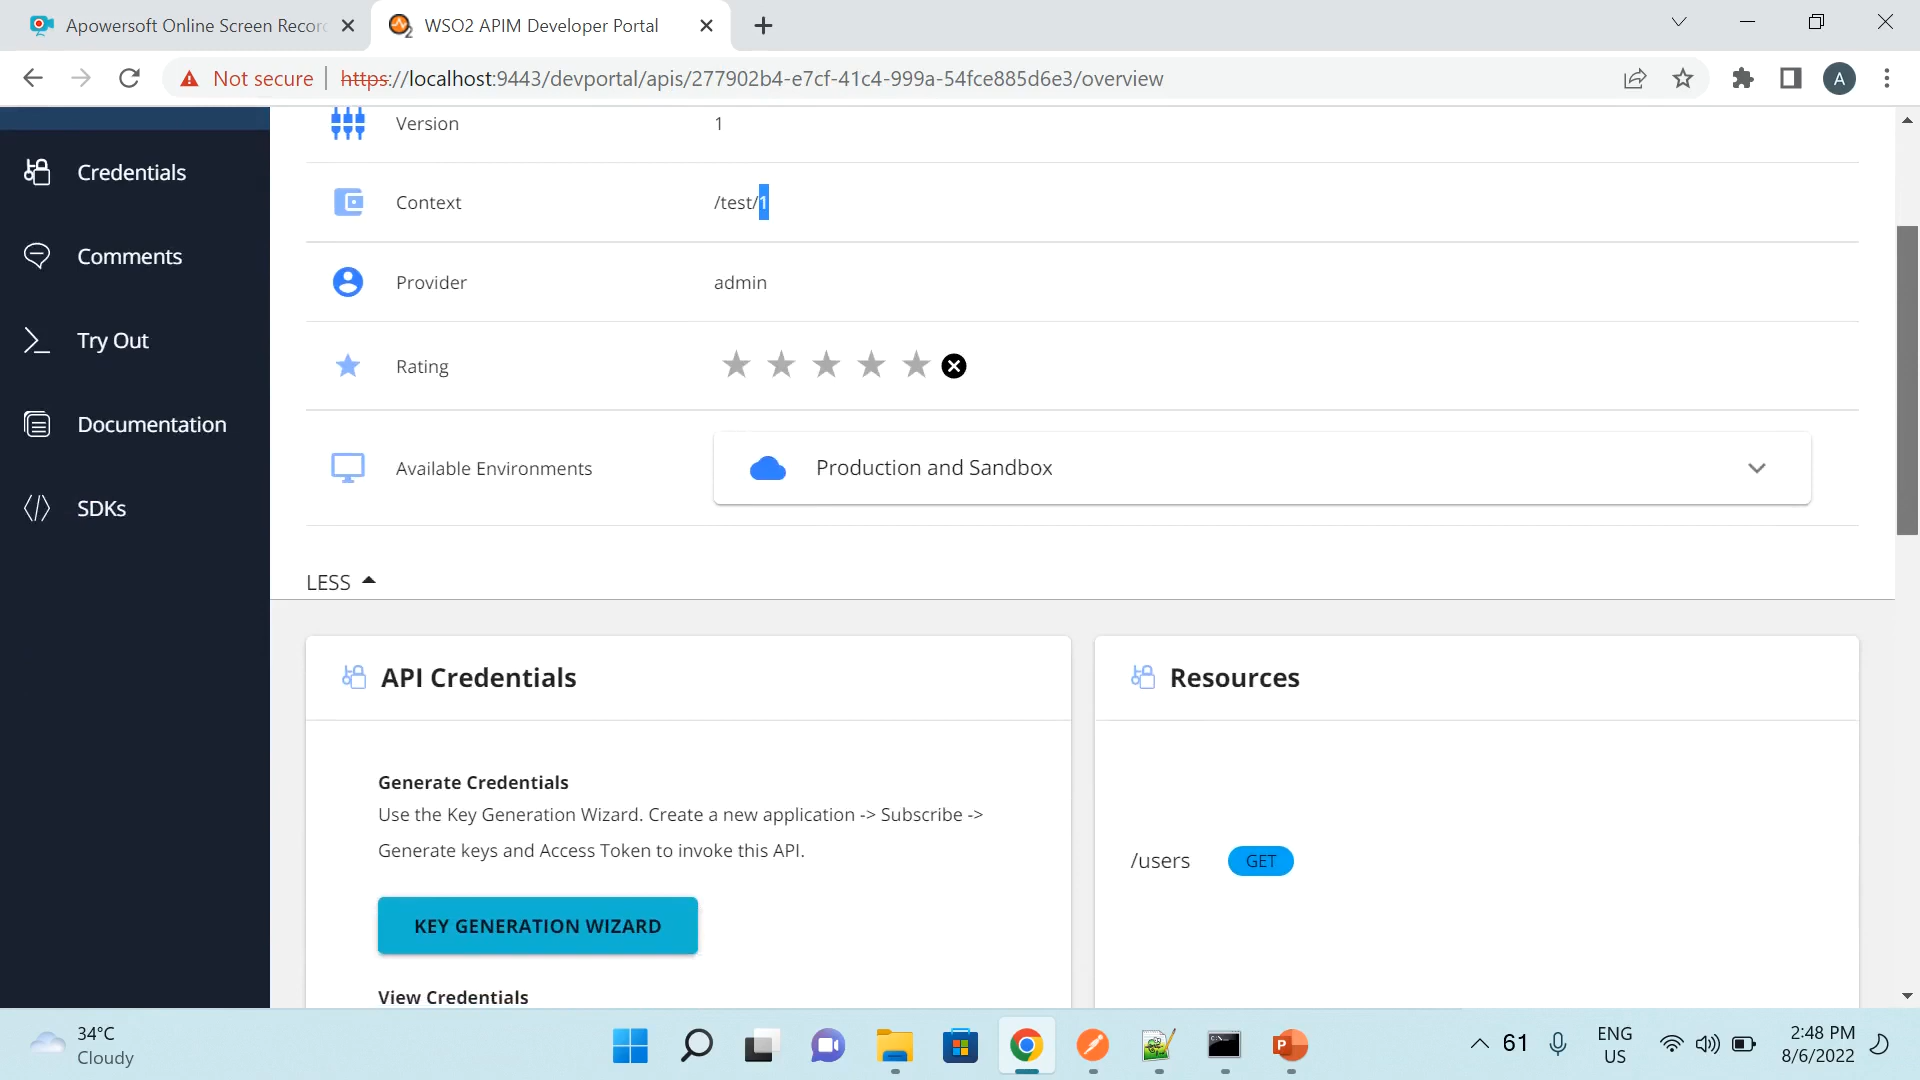 Apowersoft Online Screen Recor
WSO2 APIM Developer Portal
Not secure
https://localhost:9443/devportal/apis/277902b4-e7cf-41c4-999a-54fce885d6e3/overview
A
Version
1
Credentials
Context
/test/1
Comments
Provider
admin
Try Out
Rating
Documentation
Available Environments
Production and Sandbox
SDKs
LESS
API Credentials
Resources
Generate Credentials
Use the Key Generation Wizard. Create a new application -> Subscribe ->
Generate keys and Access Token to invoke this API.
/users
GET
KEY GENERATION WIZARD
View Credentials
34°C
Cloudy
61
ENG
US
2:48 PM
8/6/2022